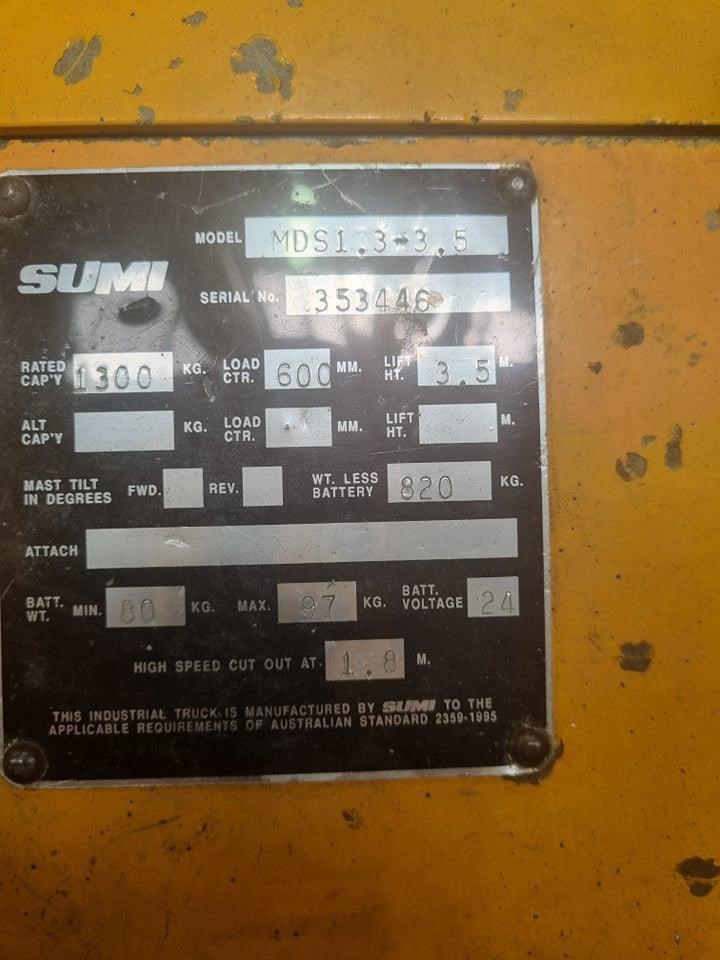 MODEL MDS1.3-3.5
SUMI
SERIAL No. 353446
RATED CAP'Y 1300 KG. LOAD CTR. 600 MM. LIFT HT. 3.5 M.
ALT CAP'Y KG. LOAD CTR. MM. LIFT HT. M.
MAST TILT IN DEGREES FWD. REV. WT. LESS BATTERY 820 KG.
ATTACH
BATT. WT. MIN. 80 KG. MAX. 97 KG. BATT. VOLTAGE 24
HIGH SPEED CUT OUT AT 1.8 M.
THIS INDUSTRIAL TRUCK IS MANUFACTURED BY SUMI TO THE
APPLICABLE REQUIREMENTS OF AUSTRALIAN STANDARD 2359-1995